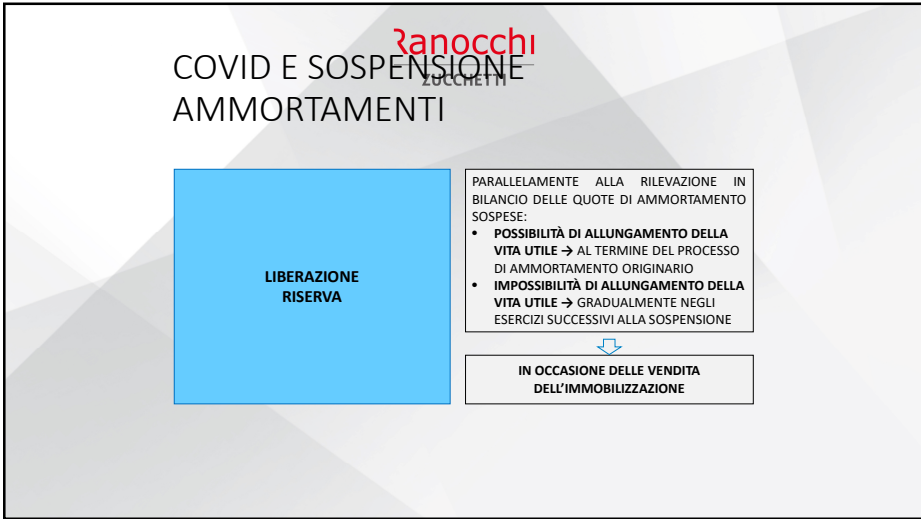 Ranocchi
ZUCCHETTI
COVID E SOSPENSIONE
AMMORTAMENTI
LIBERAZIONE
RISERVA
PARALLELAMENTE ALLA RILEVAZIONE IN
BILANCIO DELLE QUOTE DI AMMORTAMENTO
SOSPESE:
• POSSIBILITÀ DI ALLUNGAMENTO DELLA
VITA UTILE → AL TERMINE DEL PROCESSO
DI AMMORTAMENTO ORIGINARIO
• IMPOSSIBILITÀ DI ALLUNGAMENTO DELLA
VITA UTILE → GRADUALMENTE NEGLI
ESERCIZI SUCCESSIVI ALLA SOSPENSIONE
IN OCCASIONE DELLE VENDITA
DELL'IMMOBILIZZAZIONE